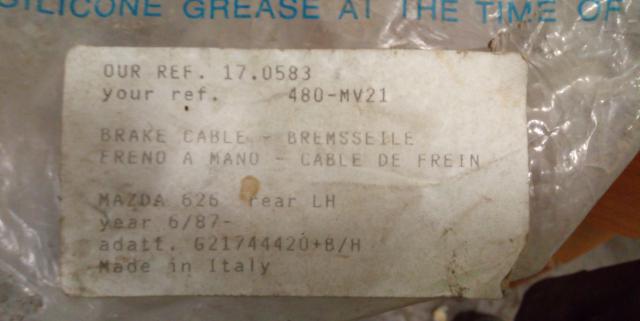 SILICONE GREASE AT THE TIME OF
OUR REF. 17.0583
your ref. 480-MV21
BRAKE CABLE - BREMSSEILE
FRENO A MANO - CABLE DE FREIN
MAZDA 626 rear LH
year 6/87-
adatt. G21744420+B/H
Made in Italy